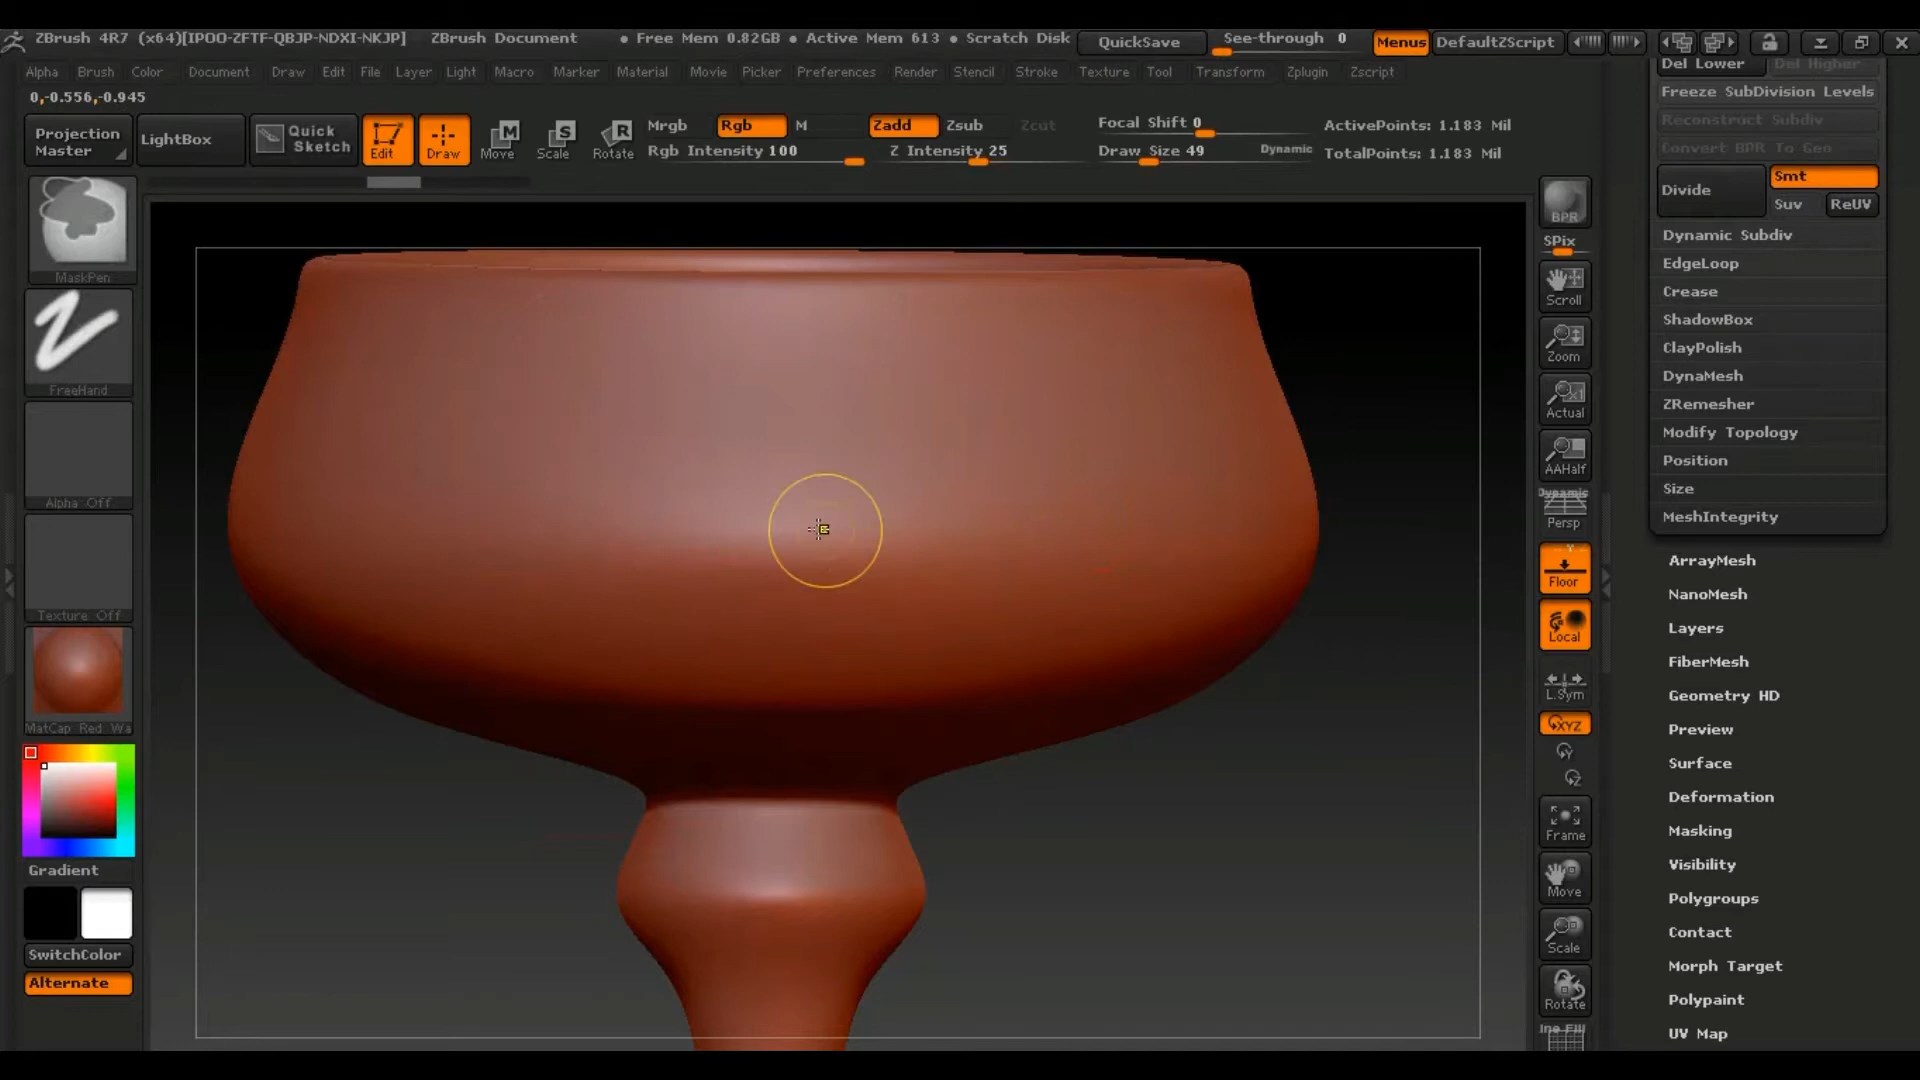 ZBrush 4R7 (x64)[IPOO-ZFTF-QBJP-NDXI-NKJP] ZBrush Document • Free Mem 0.82GB • Active Mem 613 • Scratch Disk QuickSave See-through 0 Menus DefaultZScript
Alpha Brush Color Document Draw Edit File Layer Light Macro Marker Material Movie Picker Preferences Render Stencil Stroke Texture Tool Transform Zplugin Zscript
0,-0.556,-0.945
Projection Master
LightBox
Quick Sketch
Edit
Draw
Move
Scale
Rotate
Mrgb Rgb M
Rgb Intensity 100
Zadd Zsub Zcut
Z Intensity 25
Focal Shift 0
Draw Size 49
Dynamic
ActivePoints: 1.183 Mil
TotalPoints: 1.183 Mil
MaskPen
FreeHand
Alpha Off
Texture Off
MatCap Red Wa
Gradient
SwitchColor
Alternate
BPR
SPix
Scroll
Zoom
Actual
AAHalf
Dynamic
Persp
Floor
Local
L.Sym
XYZ
Frame
Move
Scale
Rotate
Del Lower Del Higher
Freeze SubDivision Levels
Reconstruct Subdiv
Convert BPR To Geo
Divide
Smt
Suv ReUV
Dynamic Subdiv
EdgeLoop
Crease
ShadowBox
ClayPolish
DynaMesh
ZRemesher
Modify Topology
Position
Size
MeshIntegrity
ArrayMesh
NanoMesh
Layers
FiberMesh
Geometry HD
Preview
Surface
Deformation
Masking
Visibility
Polygroups
Contact
Morph Target
Polypaint
UV Map